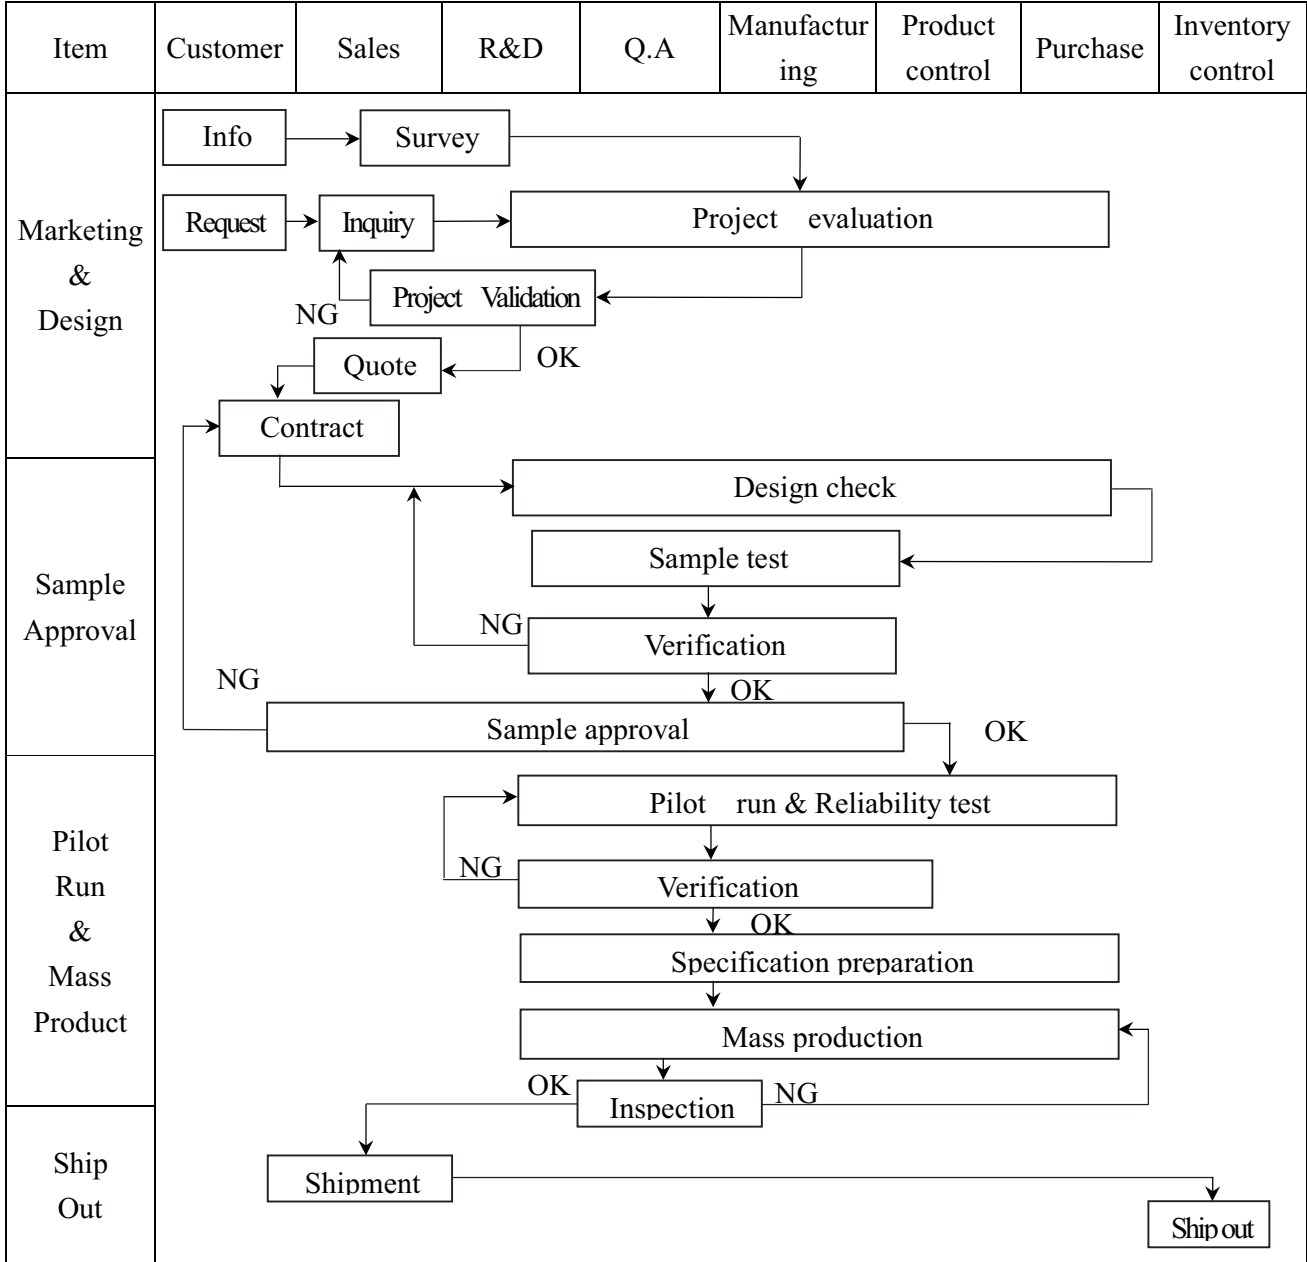 Item
Customer
Sales
R&D
Q.A
Manufactur
ing
Product
control
Purchase
Inventory
control
Marketing
&
Design
Info
Survey
Request
Inquiry
Project evaluation
NG
Project Validation
Quote
OK
Contract
Sample
Approval
Design check
Sample test
NG
Verification
NG
OK
Sample approval
OK
Pilot
Run
&
Mass
Product
Pilot run & Reliability test
NG
Verification
OK
Specification preparation
Mass production
OK
Inspection
NG
Ship
Out
Shipment
Ship out